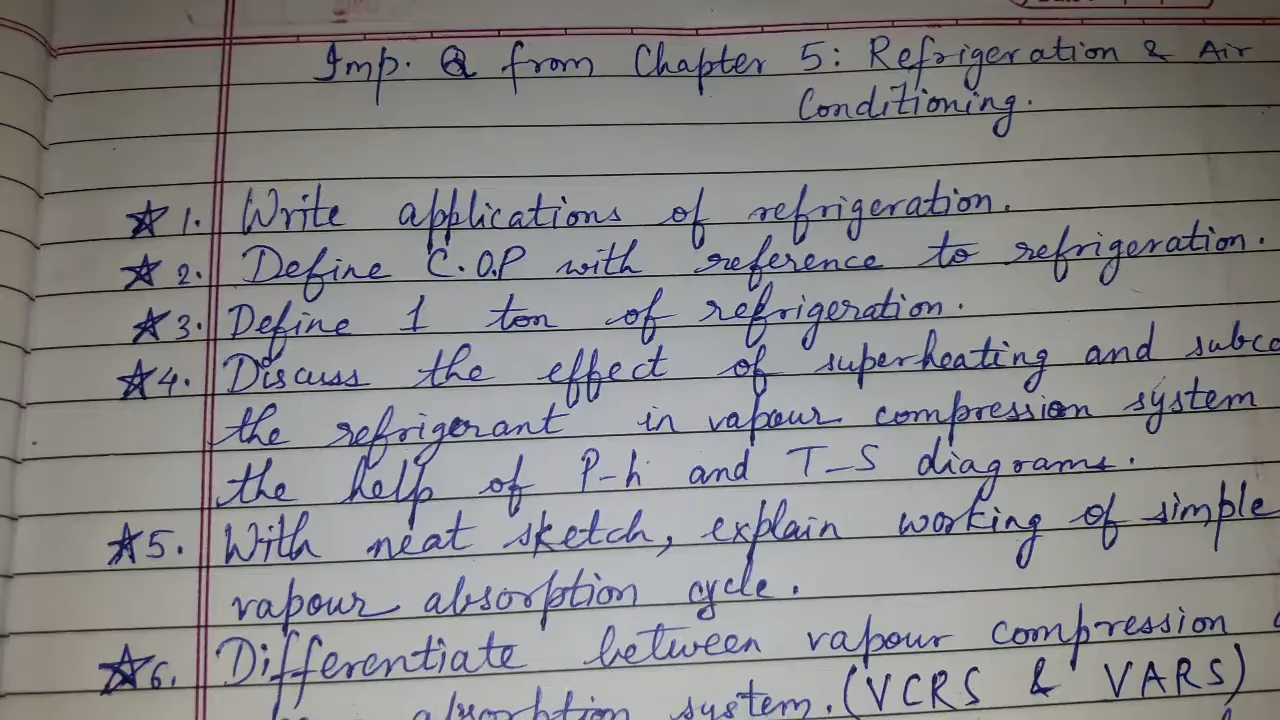 Imp. Q from Chapter 5: Refrigeration & Air
Conditioning.
☆ 1. Write applications of refrigeration.
☆ 2. Define C.O.P with reference to refrigeration.
☆ 3. Define 1 ton of refrigeration.
☆ 4. Discuss the effect of superheating and subco
the refrigerant in vapour compression system
the help of P-h and T-S diagrams.
☆ 5. With neat sketch, explain working of simple
vapour absorption cycle.
☆ 6. Differentiate between vapour compression
absorption system. (VCRS & VARS)